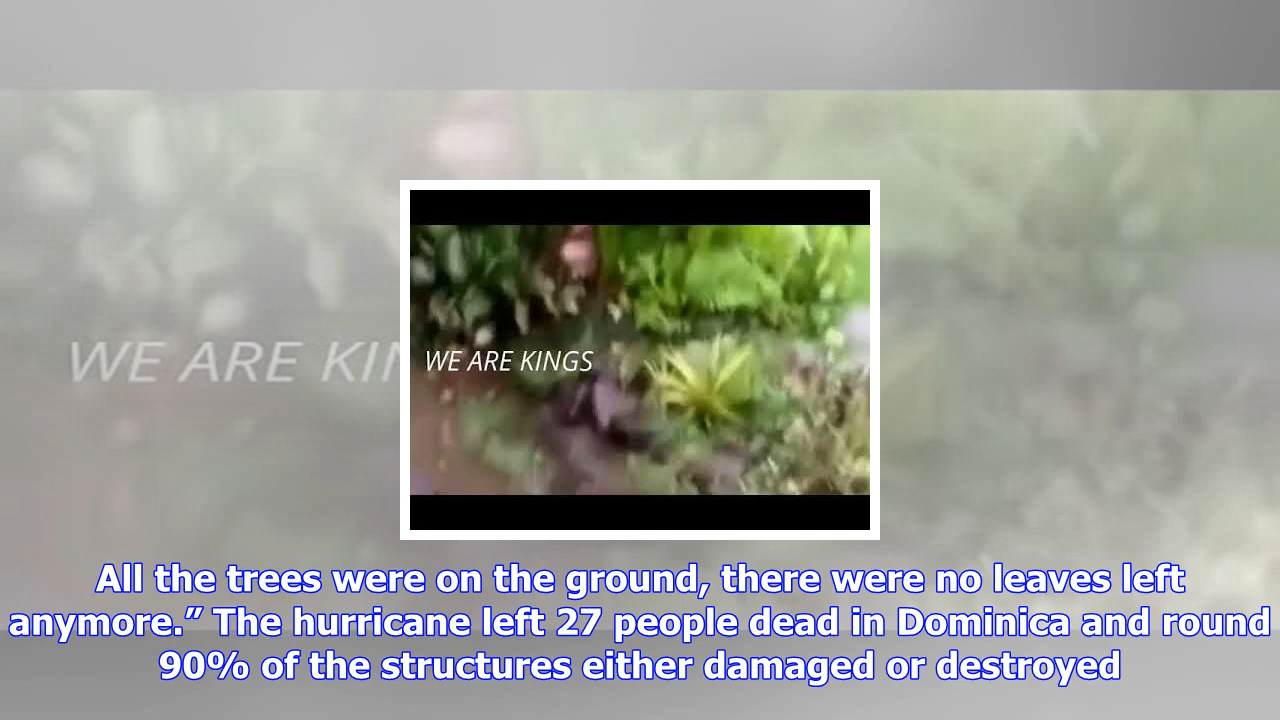 WE ARE KIN
WE ARE KINGS
All the trees were on the ground, there were no leaves left
anymore.” The hurricane left 27 people dead in Dominica and round
90% of the structures either damaged or destroyed